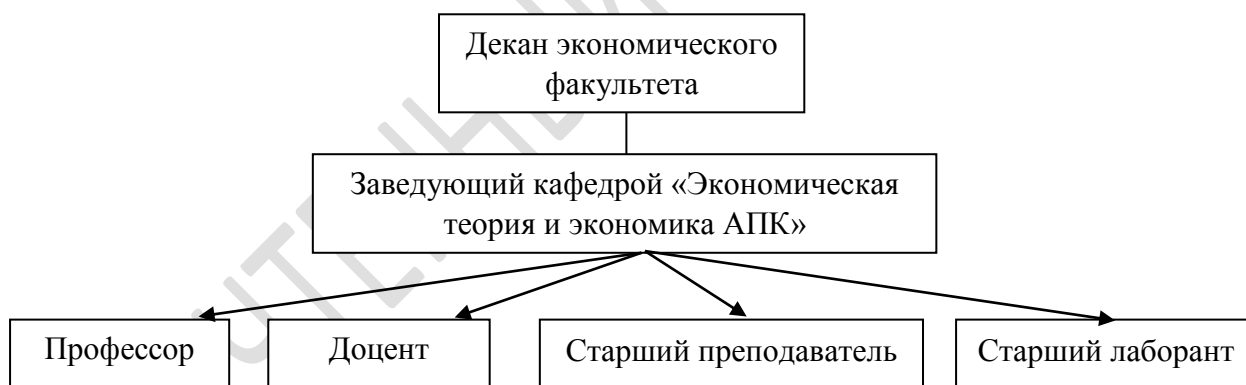 Декан экономического
факультета
Заведующий кафедрой «Экономическая
теория и экономика АПК»
Профессор
Доцент
Старший преподаватель
Старший лаборант